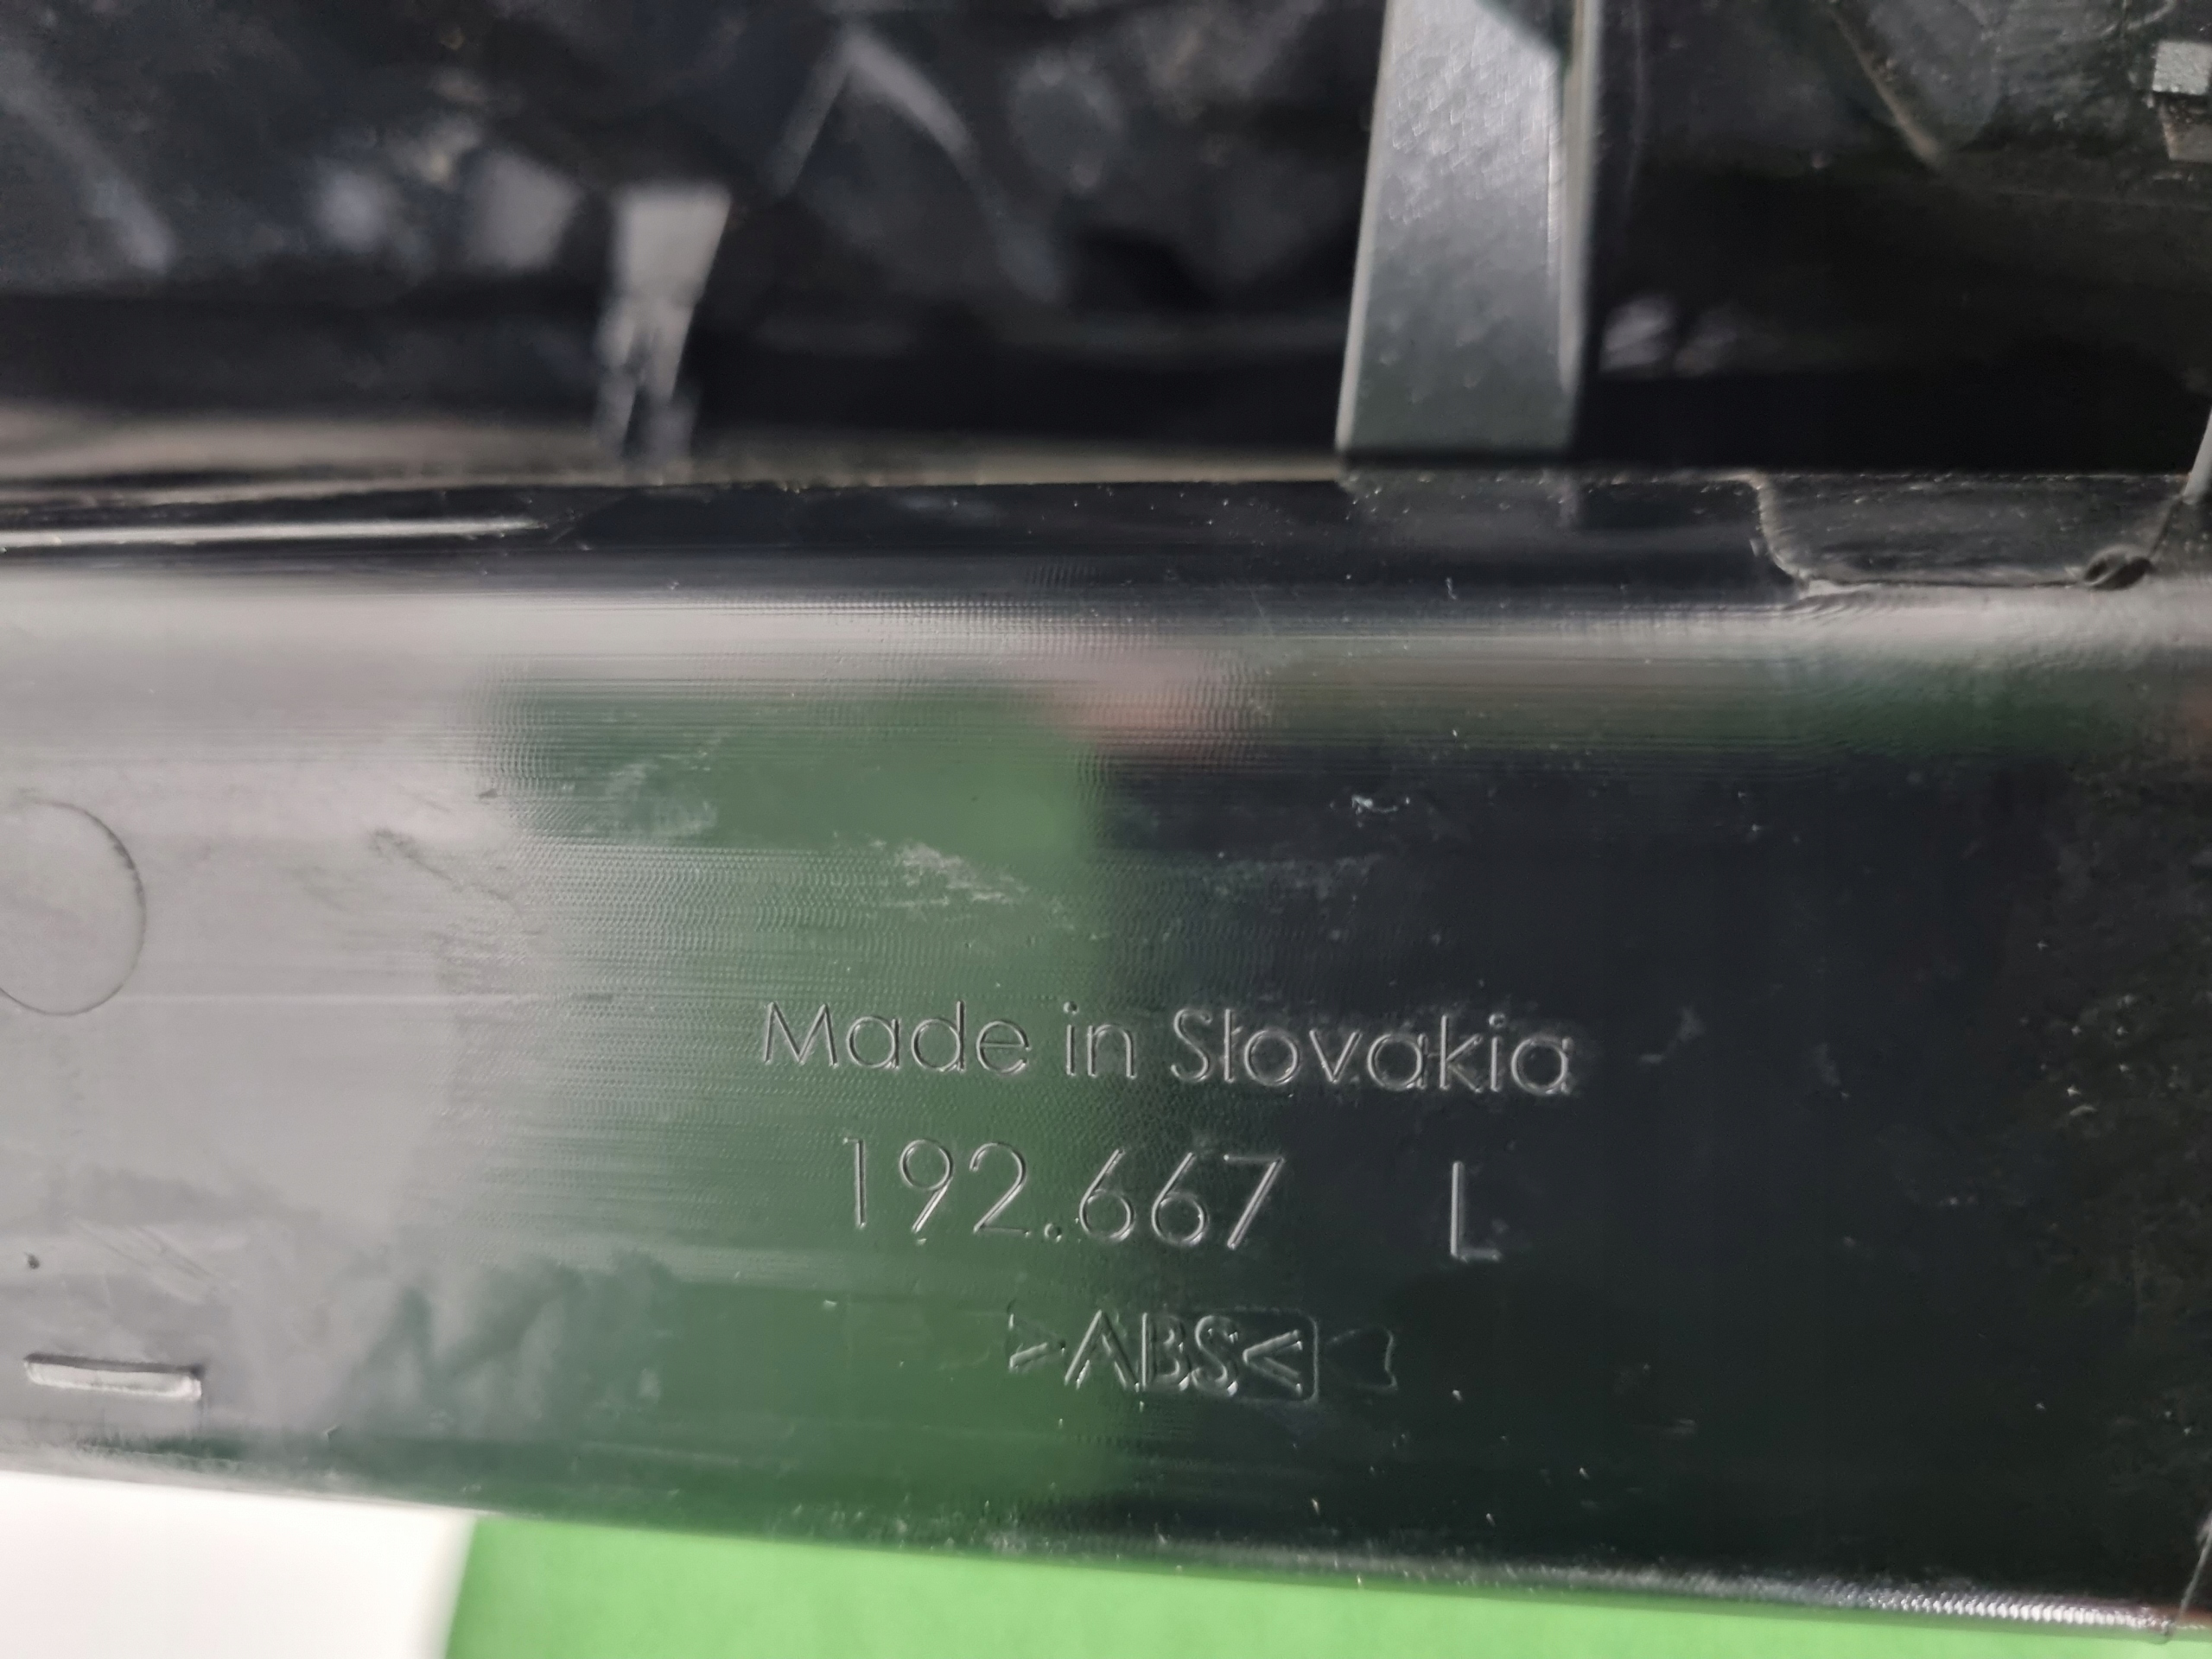 Made in Slovakia
192.667 L
>ABS<